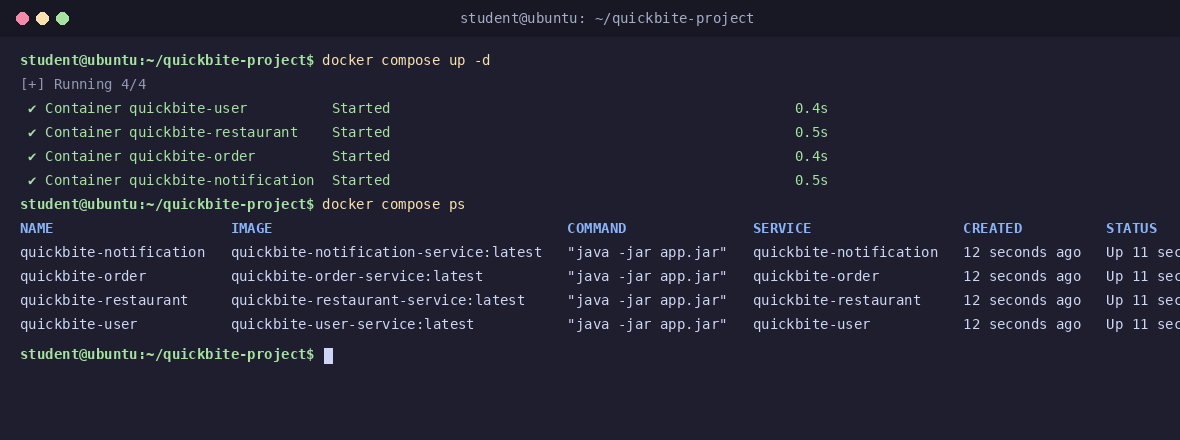 student@ubuntu: ~/quickbite-project
student@ubuntu:~/quickbite-project$ docker compose up -d
[+] Running 4/4
✔ Container quickbite-user Started 0.4s
✔ Container quickbite-restaurant Started 0.5s
✔ Container quickbite-order Started 0.4s
✔ Container quickbite-notification Started 0.5s
student@ubuntu:~/quickbite-project$ docker compose ps
NAME IMAGE COMMAND SERVICE CREATED STATUS
quickbite-notification quickbite-notification-service:latest "java -jar app.jar" quickbite-notification 12 seconds ago Up 11 sec
quickbite-order quickbite-order-service:latest "java -jar app.jar" quickbite-order 12 seconds ago Up 11 sec
quickbite-restaurant quickbite-restaurant-service:latest "java -jar app.jar" quickbite-restaurant 12 seconds ago Up 11 sec
quickbite-user quickbite-user-service:latest "java -jar app.jar" quickbite-user 12 seconds ago Up 11 sec
student@ubuntu:~/quickbite-project$